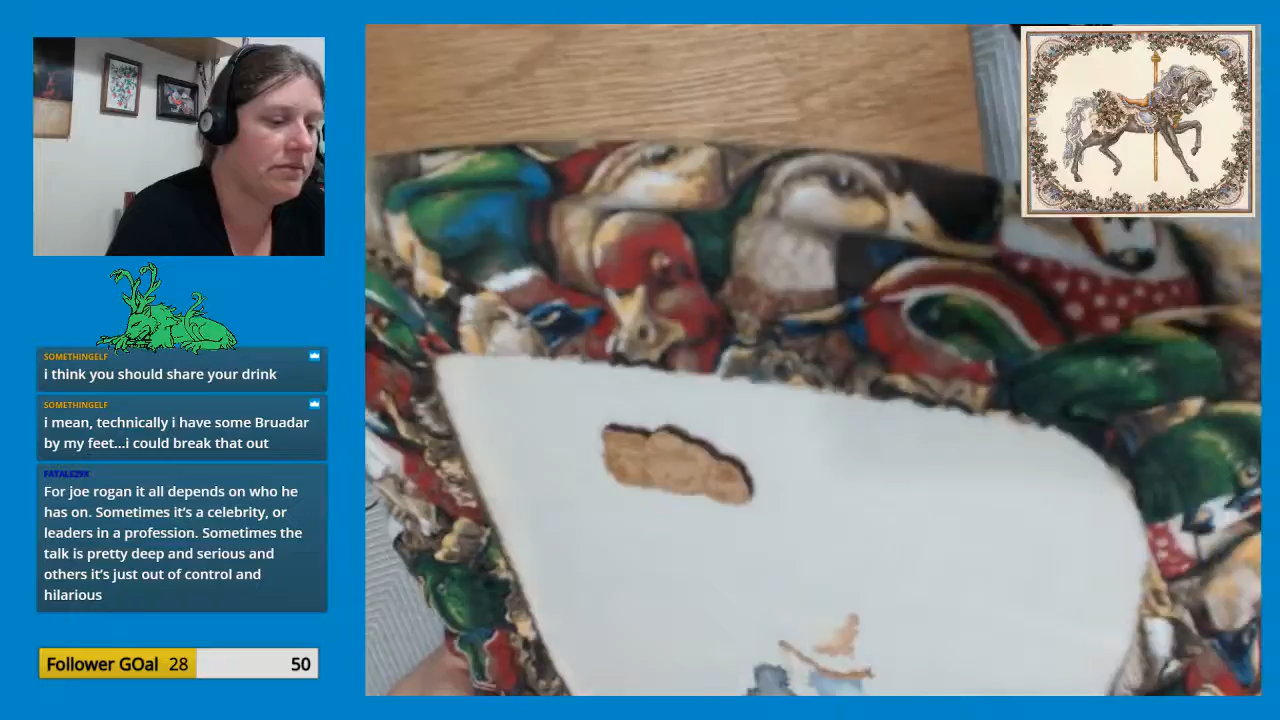 SOMETHINGELF
i think you should share your drink
SOMETHINGELF
i mean, technically i have some Bruadar
by my feet...i could break that out
For joe rogan it all depends on who he
has on. Sometimes it's a celebrity, or
leaders in a profession. Sometimes the
talk is pretty deep and serious and
others it's just out of control and
hilarious
Follower GOal 28 50